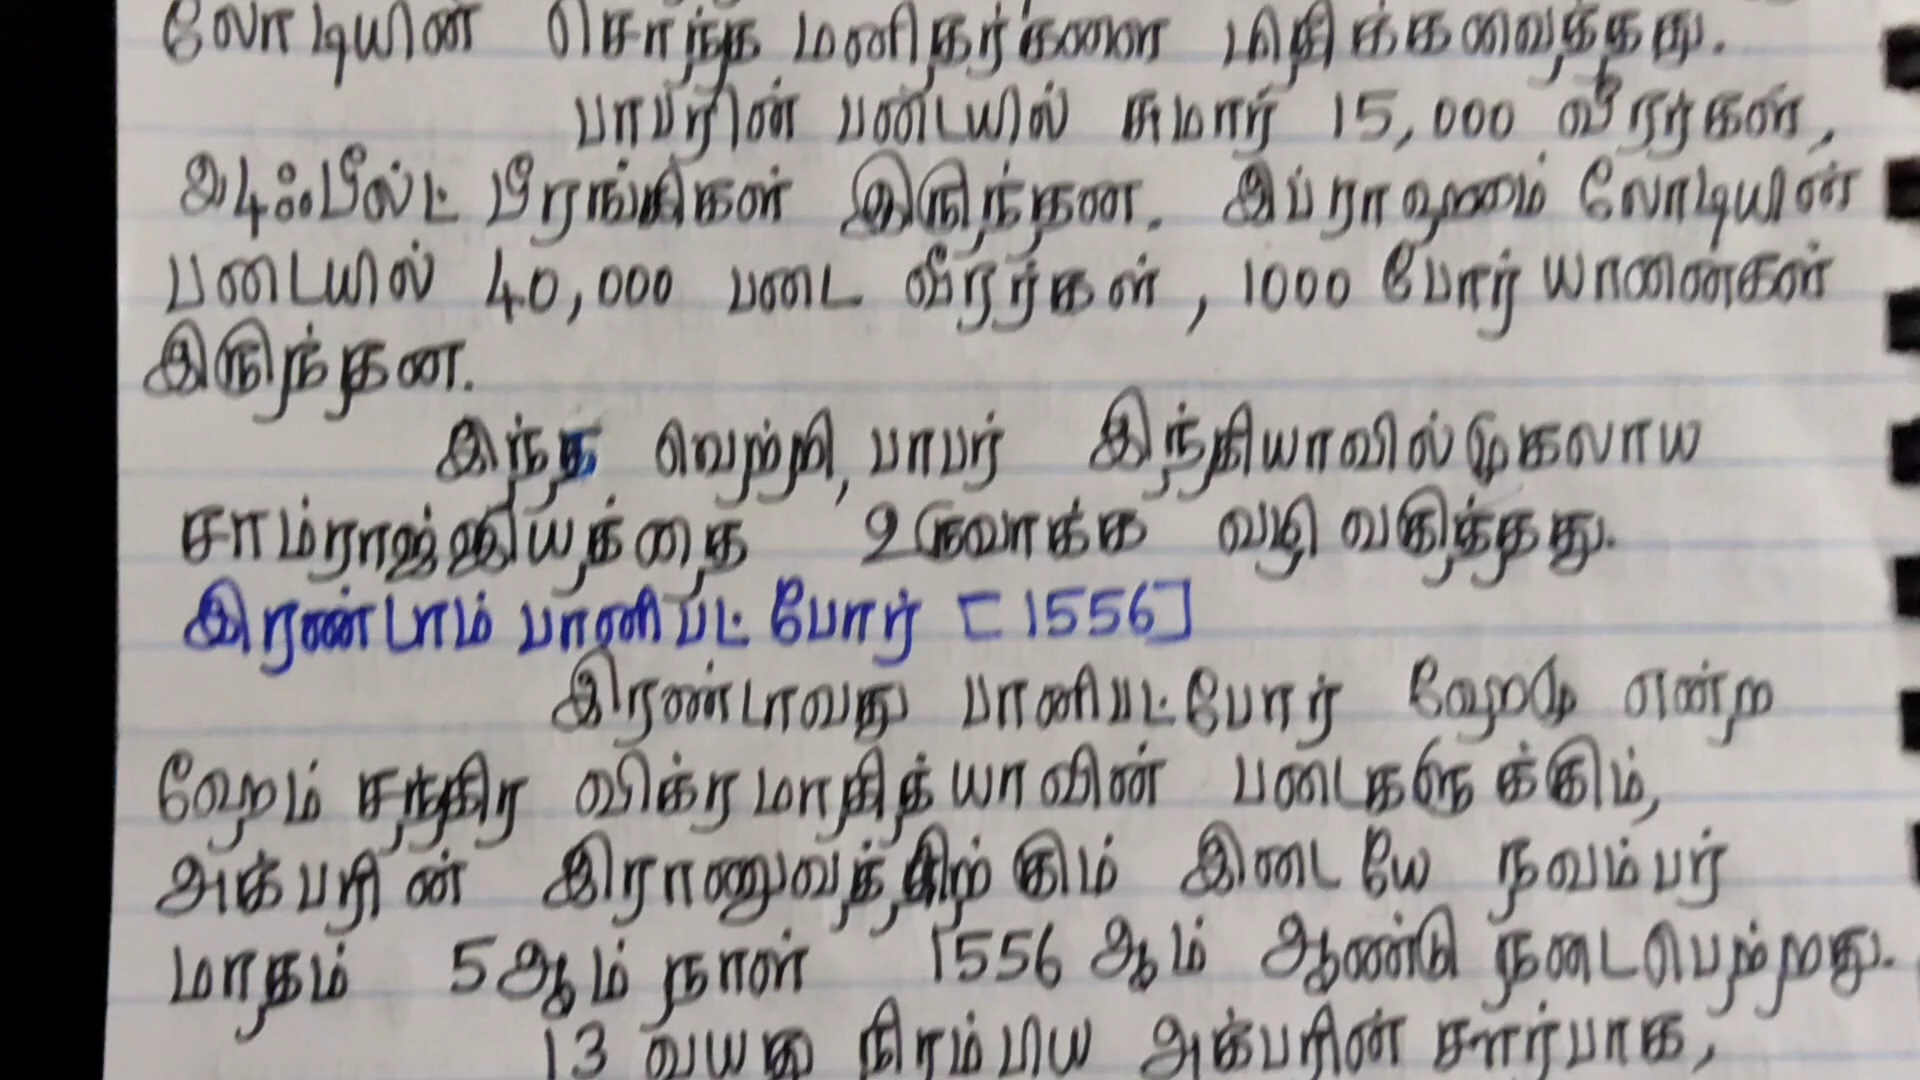 லோடியின் சொந்த மனிதர்களை மிதிக்கவைத்தது.
பாபரின் படையில் சுமார் 15,000 வீரர்கள்,
24ஃபீல்ட் பீரங்கிகள் இருந்தன. இப்ராஹாம் லோடியின்
படையில் 40,000 படை வீரர்கள், 1000 போர் யானைகள்
இருந்தன.
இந்த வெற்றி, பாபர் இந்தியாவில் முகலாய
சாம்ராஜ்ஜியத்தை உருவாக்க வழி வகுத்தது.
இரண்டாம் பானிபட் போர் [1556]
இரண்டாவது பானிபட்போர் ஹேமு என்ற
ஹேம் சந்திர விக்ரமாதித்யாவின் படைகளுக்கும்,
அக்பரின் இராணுவத்திற்கும் இடையே நவம்பர்
மாதம் 5ஆம் நாள் 1556 ஆம் ஆண்டு நடைபெற்றது.
13 வயது நிரம்பிய அக்பரின் சார்பாக,